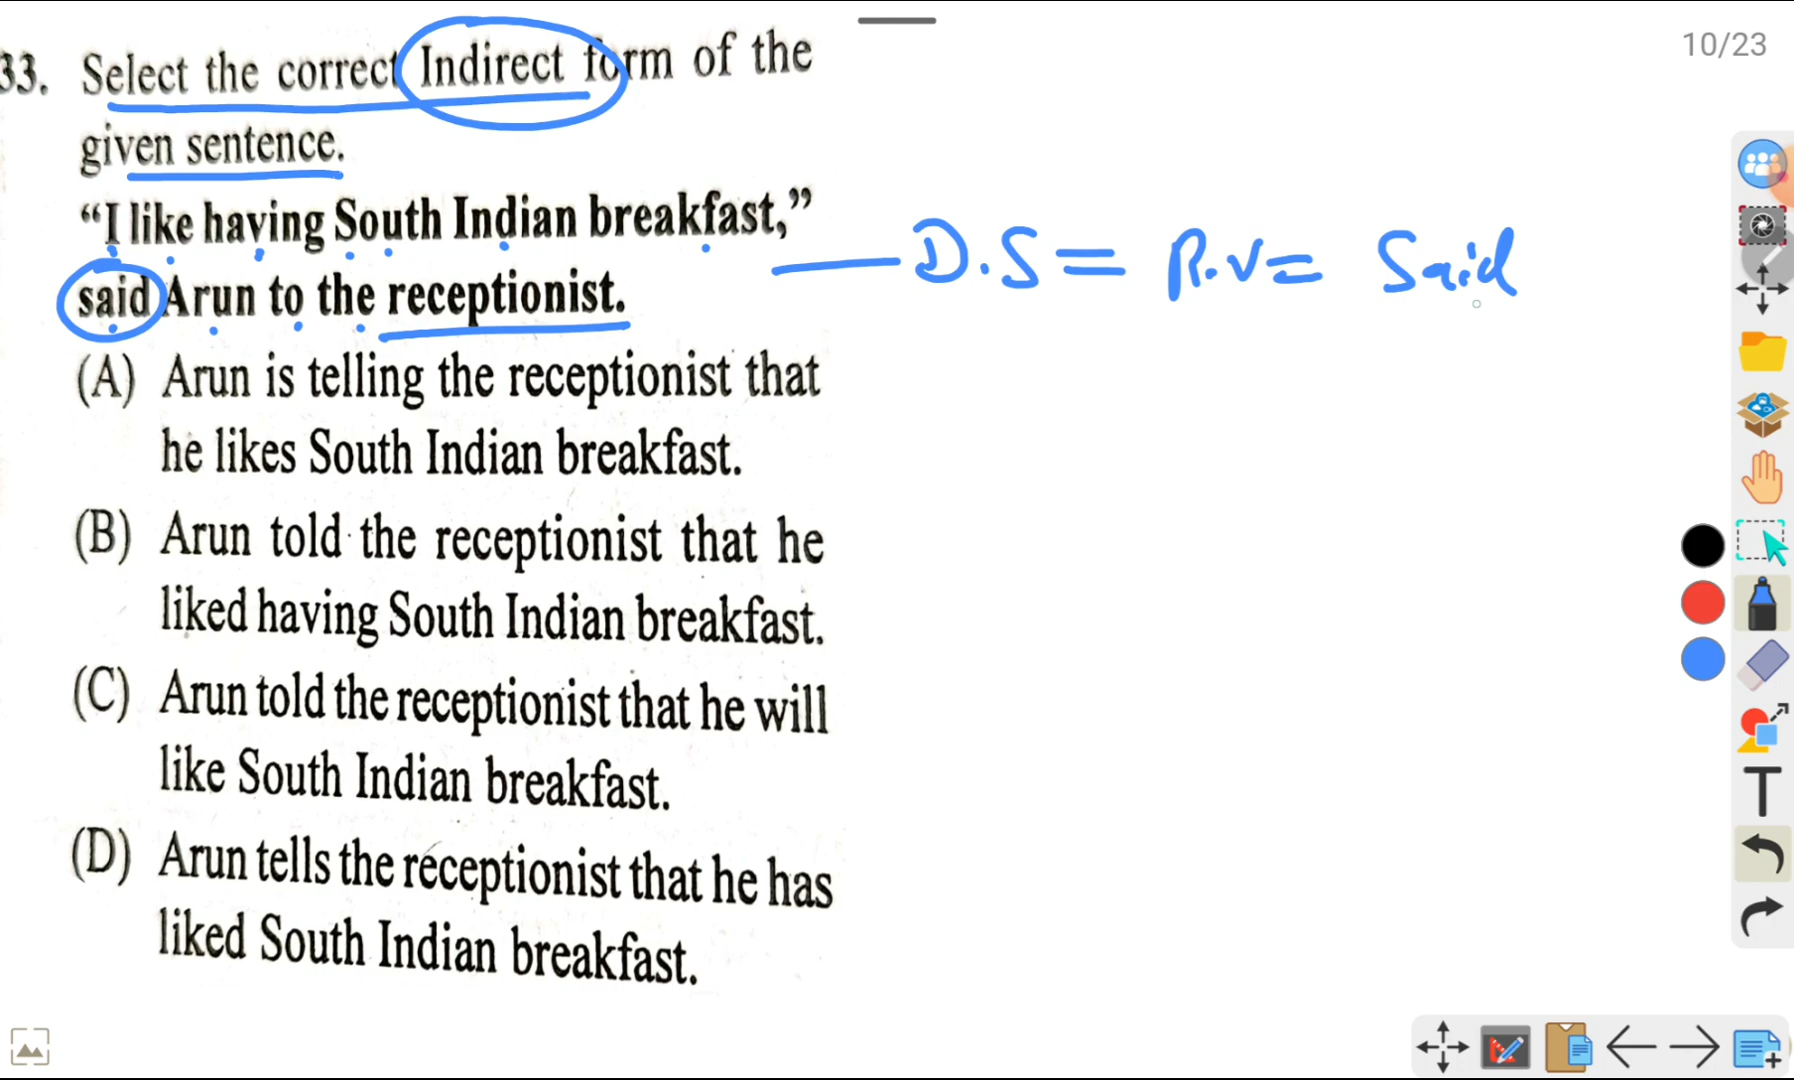 10/23
33. Select the correct Indirect form of the
given sentence.
“I like having South Indian breakfast,”
said Arun to the receptionist.
D.S = R.V = Said
(A) Arun is telling the receptionist that
he likes South Indian breakfast.
(B) Arun told the receptionist that he
liked having South Indian breakfast.
(C) Arun told the receptionist that he will
like South Indian breakfast.
(D) Arun tells the receptionist that he has
liked South Indian breakfast.
T